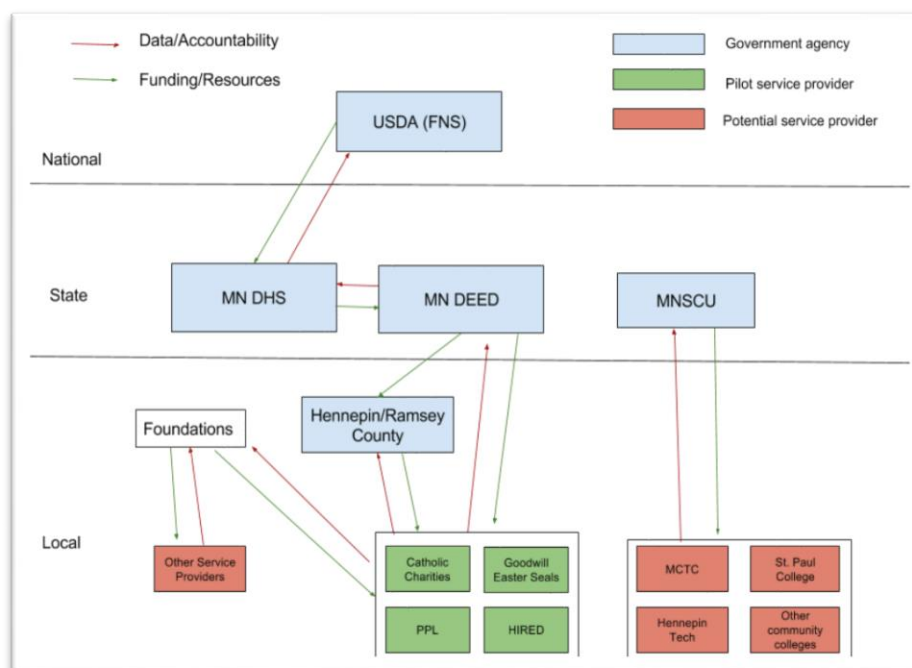 Data/Accountability
Funding/Resources
Government agency
Pilot service provider
Potential service provider
USDA (FNS)
National
State
MN DHS
MN DEED
MNSCU
Foundations
Hennepin/Ramsey
County
Local
Other Service
Providers
Catholic
Charities
Goodwill
Easter Seals
PPL
HIRED
MCTC
St. Paul
College
Hennepin
Tech
Other
community
colleges